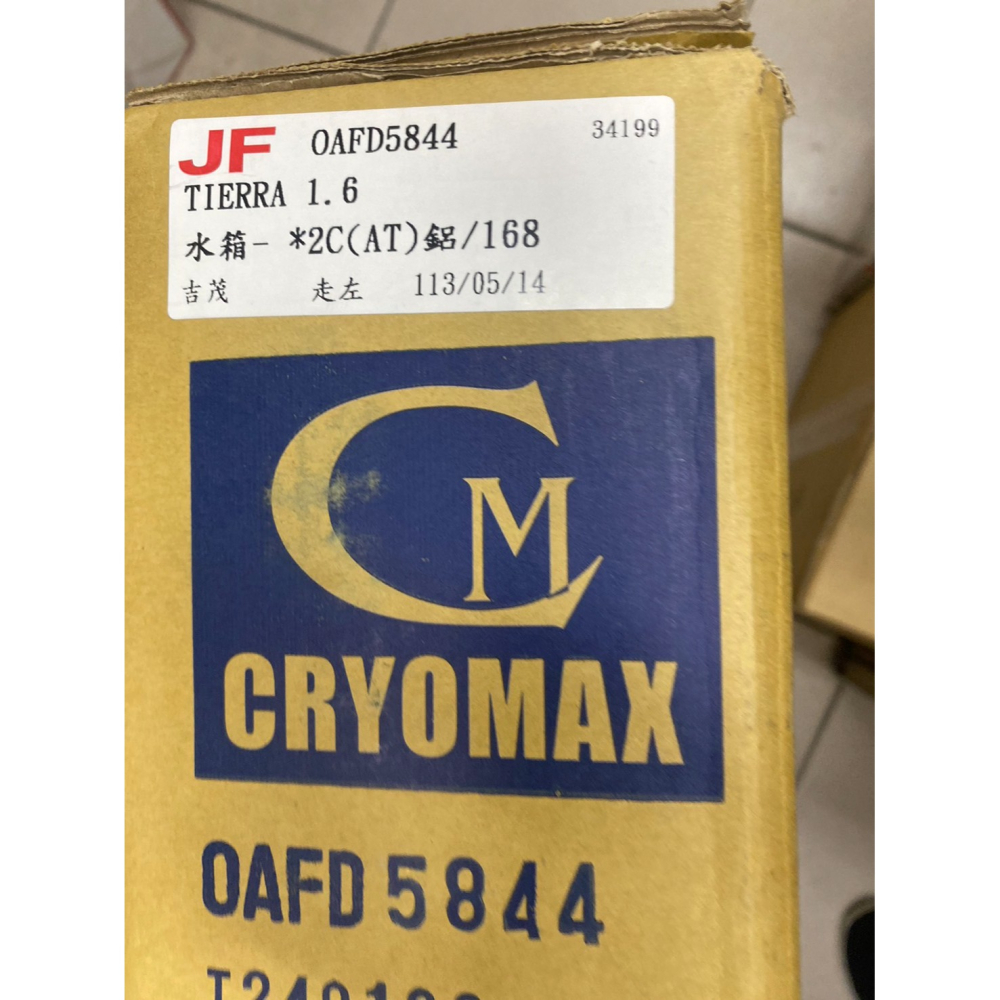 JF OAFD5844 34199
TIERRA 1.6
水箱- *2C(AT)鋁/168
吉茂 走左 113/05/14
CM
CRYOMAX
OAFD5844